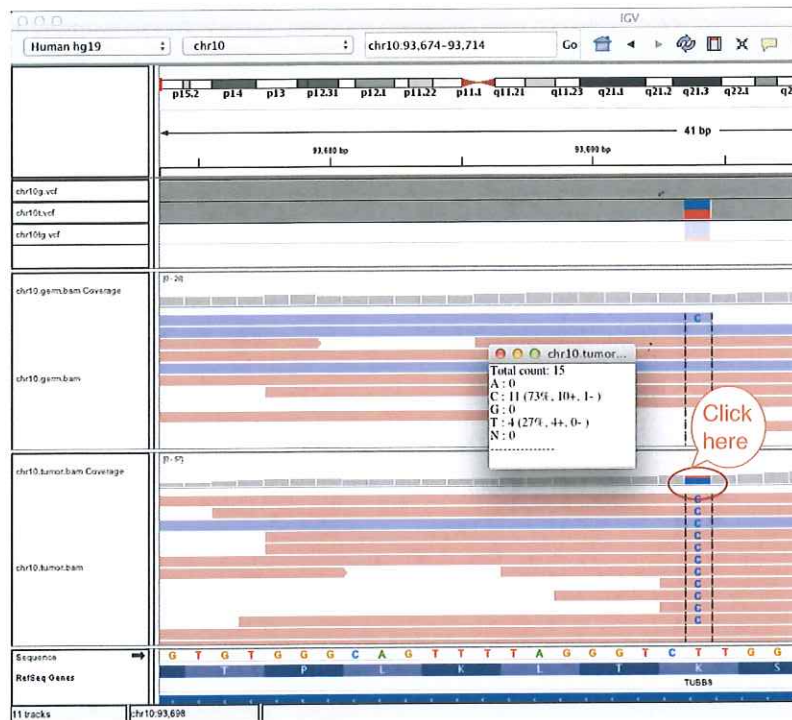 IGV
Human hg19 chr10 chr10:93,674-93,714 Go
p15.2 p14 p13 p12.31 p12.1 p11.22 p11.1 q11.21 q11.23 q21.1 q21.2 q21.3 q22.1
41 bp
93,680 bp 93,690 bp
chr10g.vcf
chr10t.vcf
chr10tg.vcf
chr10.germ.bam Coverage
chr10.germ.bam
C
chr10.tumor...
Total count: 15
A : 0
C : 11 (73%, 10+, 1- )
G : 0
T : 4 (27%, 4+, 0- )
N : 0
---------------
Click
here
chr10.tumor.bam Coverage
chr10.tumor.bam
C
C
C
C
C
C
C
C
C
C
Sequence G T G T G G G C A G T T T T A G G G T C T T G G
RefSeq Genes T P L K L T K S
TUBB8
11 tracks chr10:93,698